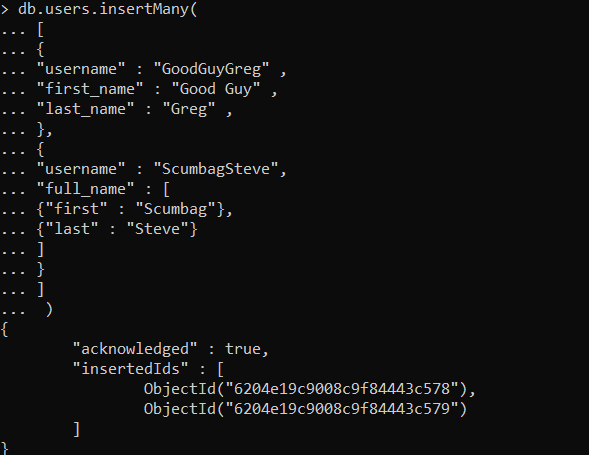 > db.users.insertMany(
... [
... {
... "username" : "GoodGuyGreg" ,
... "first_name" : "Good Guy" ,
... "last_name" : "Greg" ,
... },
... {
... "username" : "ScumbagSteve",
... "full_name" : [
... {"first" : "Scumbag"},
... {"last" : "Steve"}
... ]
... }
... ]
...  )
{
        "acknowledged" : true,
        "insertedIds" : [
                ObjectId("6204e19c9008c9f84443c578"),
                ObjectId("6204e19c9008c9f84443c579")
        ]
}